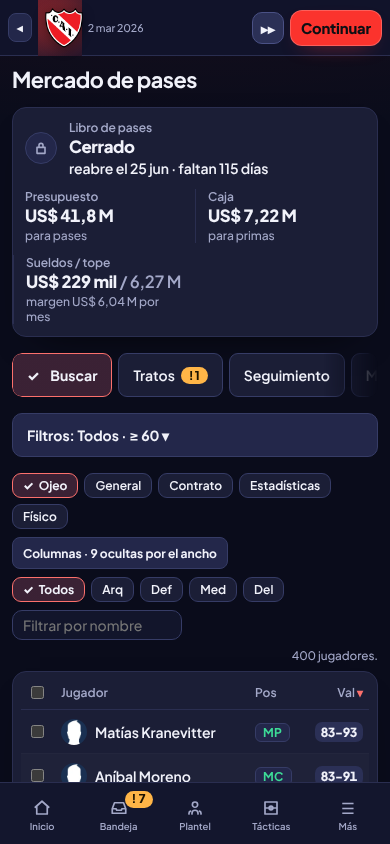 ◂
C.A.I.
2 mar 2026
▸▸
Continuar
Mercado de pases
Libro de pases
Cerrado
reabre el 25 jun · faltan 115 días
Presupuesto
US$ 41,8 M
para pases
Caja
US$ 7,22 M
para primas
Sueldos / tope
US$ 229 mil / 6,27 M
margen US$ 6,04 M por
mes
✓ Buscar
Tratos ! 1
Seguimiento
M
Filtros: Todos · ≥ 60 ▾
✓ Ojeo
General
Contrato
Estadísticas
Físico
Columnas · 9 ocultas por el ancho
✓ Todos
Arq
Def
Med
Del
Filtrar por nombre
400 jugadores.
Jugador Pos Val ▾
Matías Kranevitter MP 83–93
Aníbal Moreno MC 83–91
! 7
Inicio
Bandeja
Plantel
Tácticas
Más